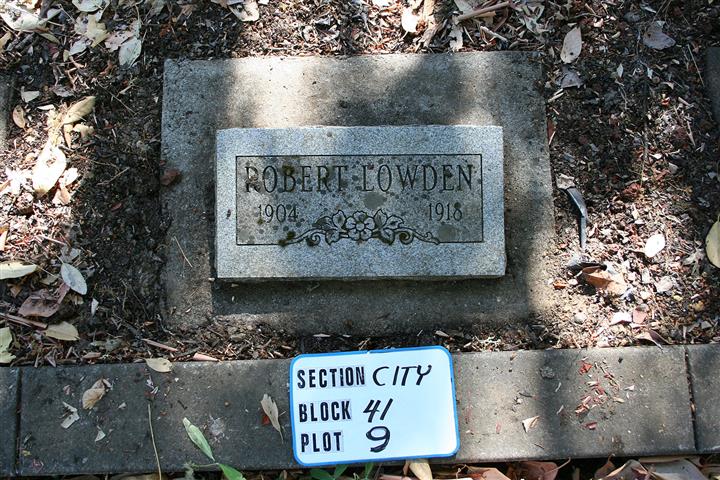 ROBERT LOWDEN
1904 1918
SECTION CITY
BLOCK 41
PLOT 9